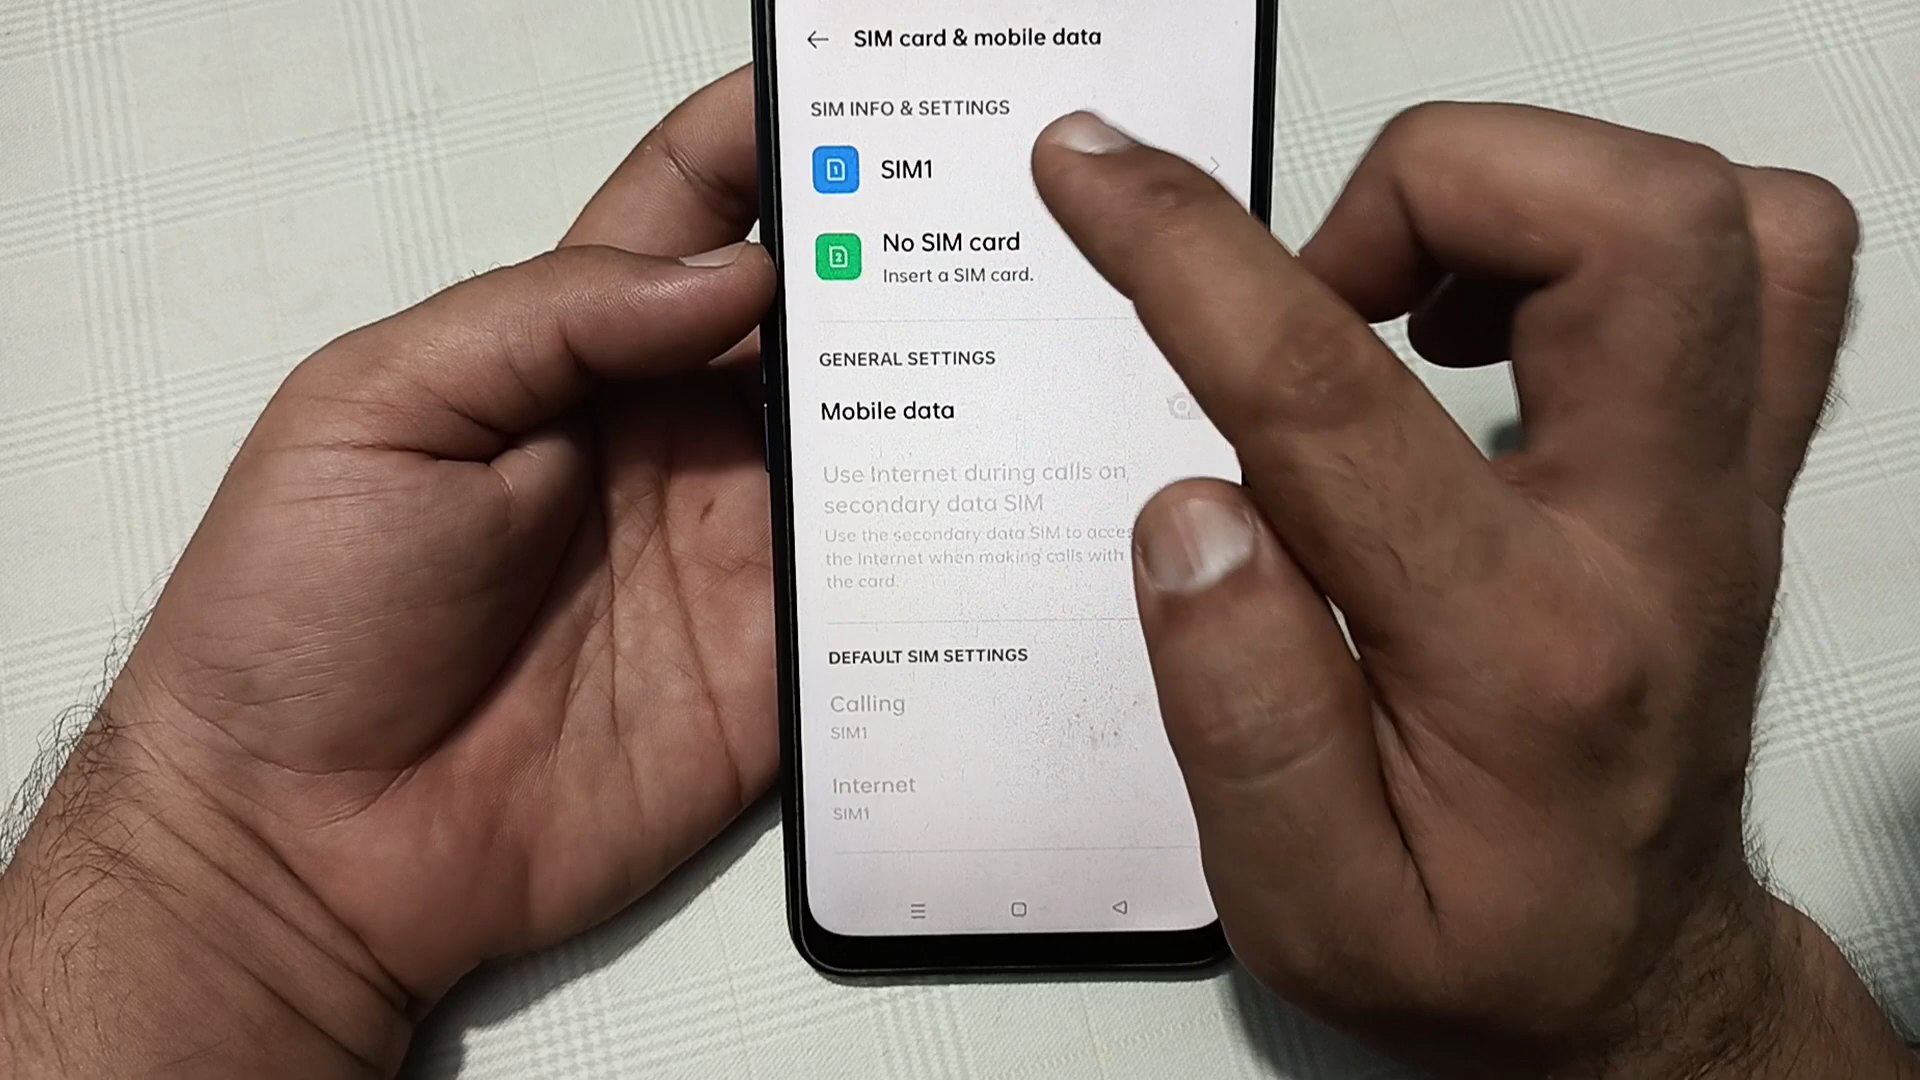 SIM card & mobile data
SIM INFO & SETTINGS
1
SIM1
2
No SIM card
Insert a SIM card.
GENERAL SETTINGS
Mobile data
Use Internet during calls on
secondary data SIM
Use the secondary data SIM to
the Internet when making calls with
the card.
DEFAULT SIM SETTINGS
Calling
SIM1
Internet
SIM1